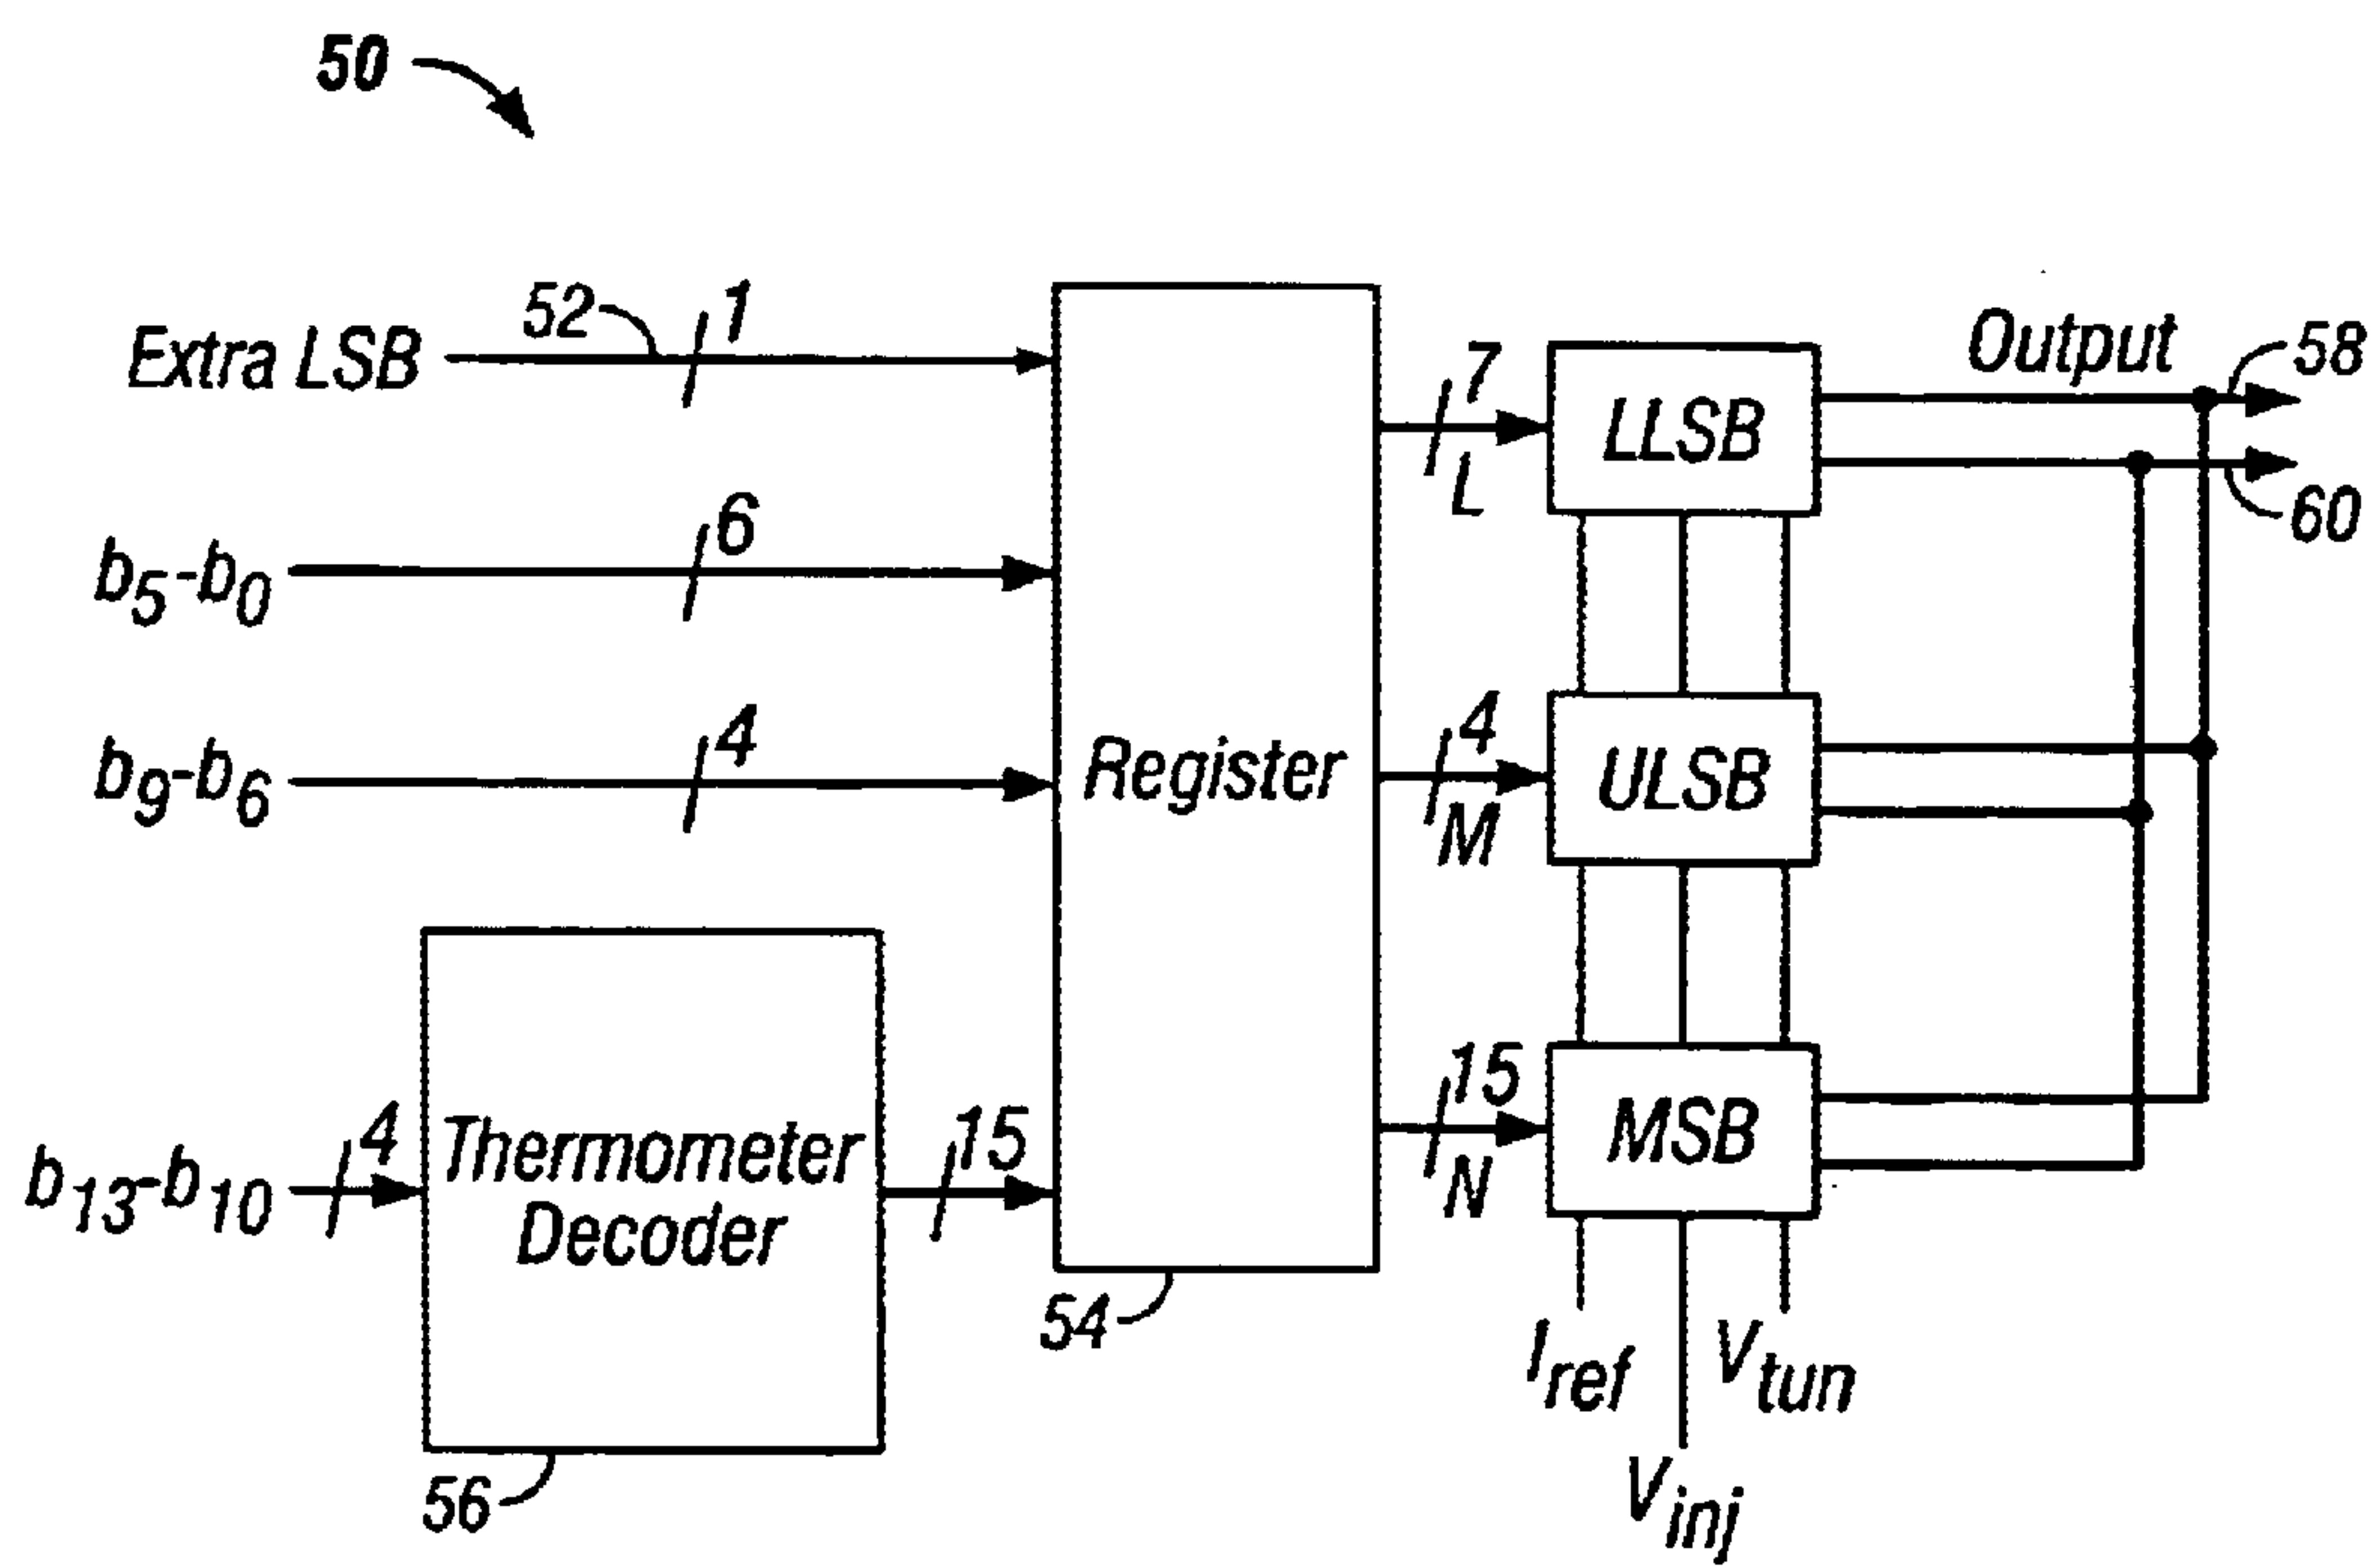 50
Extra LSB
52
1
b5-b0
6
b9-b6
4
b13-b10
4
Thermometer
Decoder
56
15
Register
54
7
L
LLSB
4
M
ULSB
15
N
MSB
Output
58
60
Iref
Vinj
Vtun